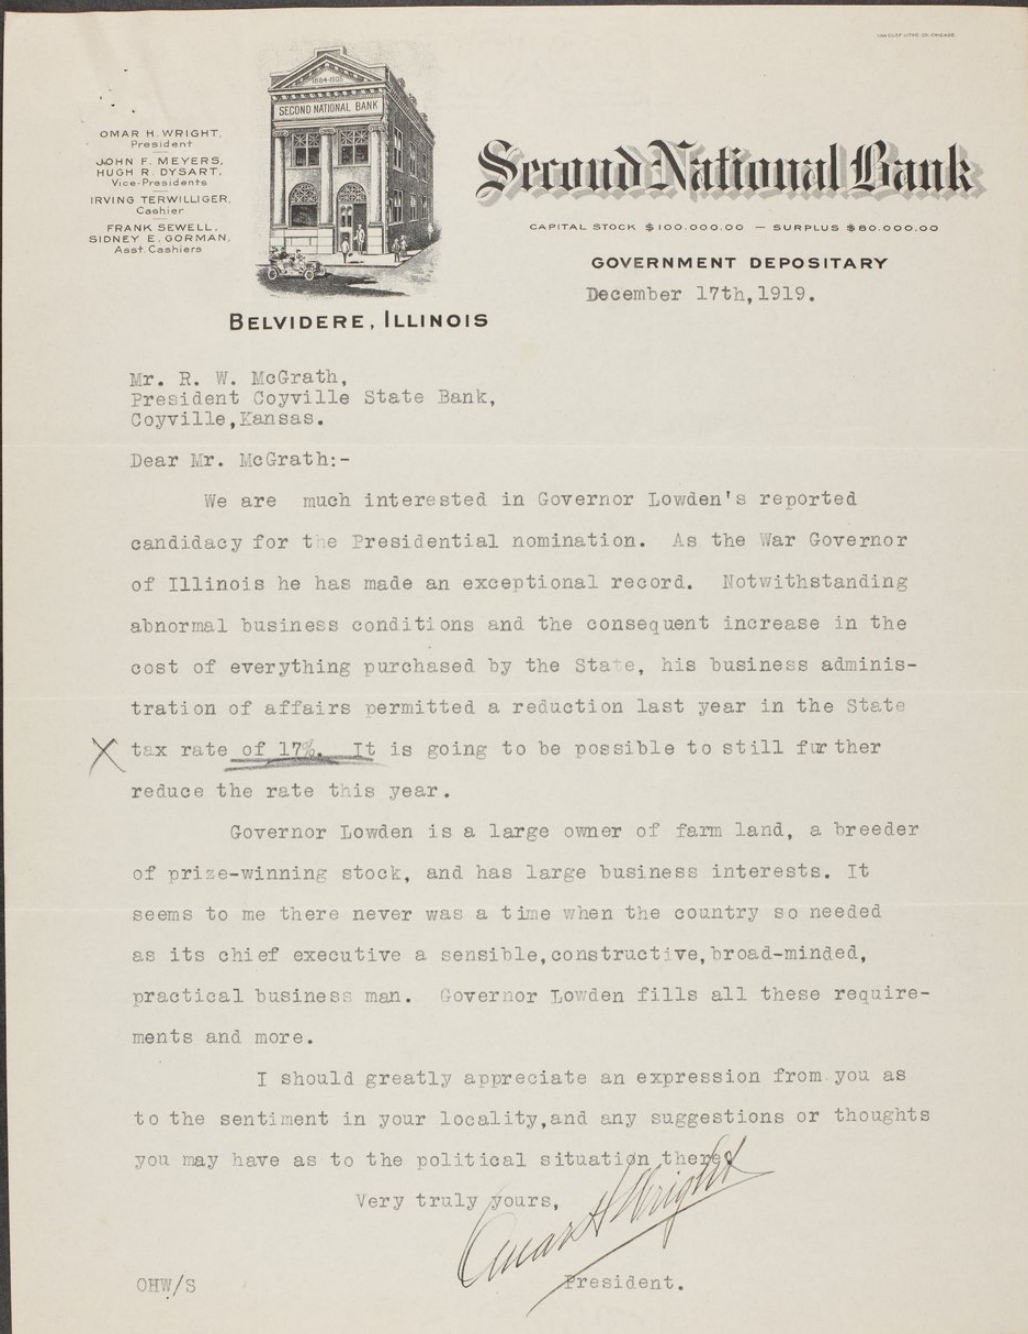 OMAR H. WRIGHT,
President
JOHN F. MEYERS,
HUGH R. DYSART,
Vice-Presidents
IRVING TERWILLIGER,
Cashier
FRANK SEWELL,
SIDNEY E. GORMAN,
Asst. Cashiers
1884-1903
SECOND NATIONAL BANK
BELVIDERE, ILLINOIS
Second National Bank
CAPITAL STOCK $100.000.00 — SURPLUS $80.000.00
GOVERNMENT DEPOSITARY
December 17th,1919.
Mr. R. W. McGrath,
President Coyville State Bank,
Coyville,Kansas.
Dear Mr. McGrath:-
We are much interested in Governor Lowden's reported
candidacy for the Presidential nomination. As the War Governor
of Illinois he has made an exceptional record. Notwithstanding
abnormal business conditions and the consequent increase in the
cost of everything purchased by the State, his business adminis-
tration of affairs permitted a reduction last year in the State
X tax rate of 17%. It is going to be possible to still further
reduce the rate this year.
Governor Lowden is a large owner of farm land, a breeder
of prize-winning stock, and has large business interests. It
seems to me there never was a time when the country so needed
as its chief executive a sensible,constructive,broad-minded,
practical business man. Governor Lowden fills all these require-
ments and more.
I should greatly appreciate an expression from you as
to the sentiment in your locality,and any suggestions or thoughts
you may have as to the political situation there.
Very truly yours,
Omar H Wright
President.
OHW/S